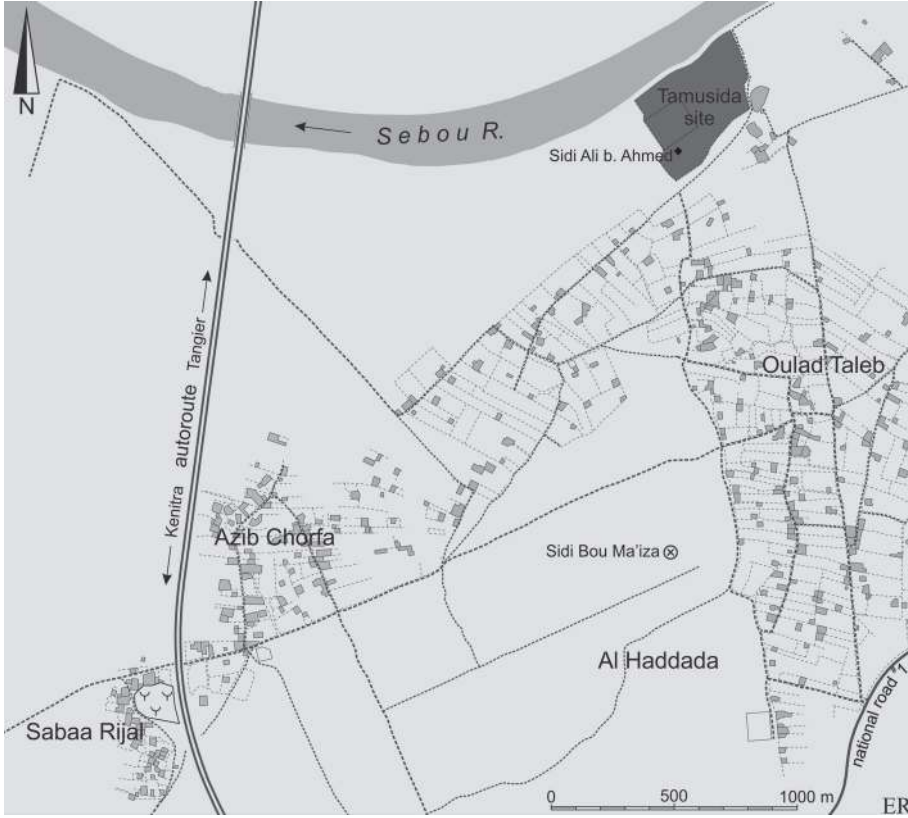 N
Sebou R.
Tamusida
site
Sidi Ali b. Ahmed
Kenitra autoroute Tangier
Oulad Taleb
Azib Chorfa
Sidi Bou Ma'iza
Al Haddada
Sabaa Rijal
national road 1
0 500 1000 m
ER